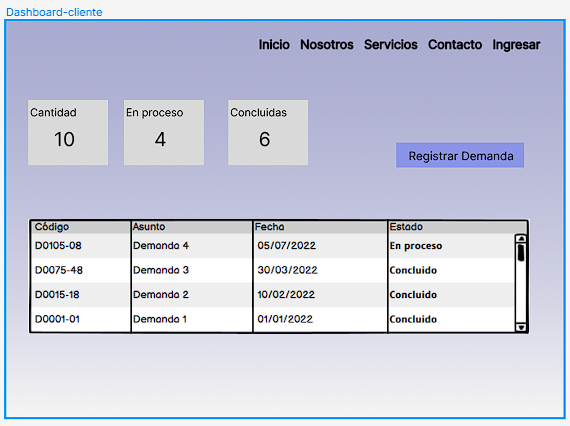 Dashboard-cliente
Inicio Nosotros Servicios Contacto Ingresar
Cantidad En proceso Concluidas
10 4 6
Registrar Demanda
Código Asunto Fecha Estado
D0105-08 Demanda 4 05/07/2022 En proceso
D0075-48 Demanda 3 30/03/2022 Concluido
D0015-18 Demanda 2 10/02/2022 Concluido
D0001-01 Demanda 1 01/01/2022 Concluido